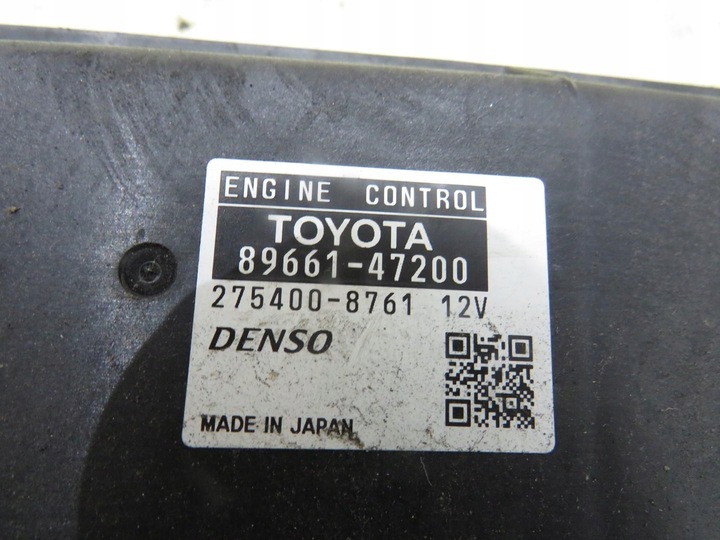 ENGINE CONTROL
TOYOTA
89661-47200
275400-8761 12V
DENSO
MADE IN JAPAN